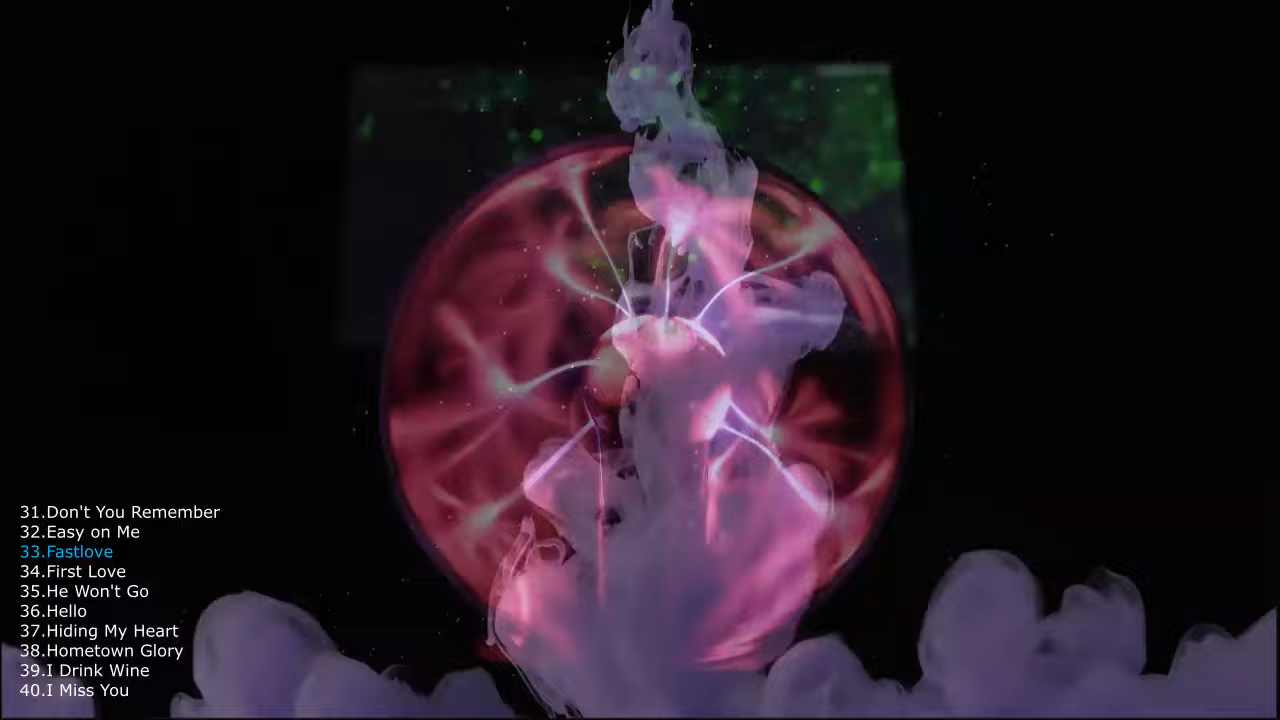 31.Don't You Remember
32.Easy on Me
33.Fastlove
34.First Love
35.He Won't Go
36.Hello
37.Hiding My Heart
38.Hometown Glory
39.I Drink Wine
40.I Miss You